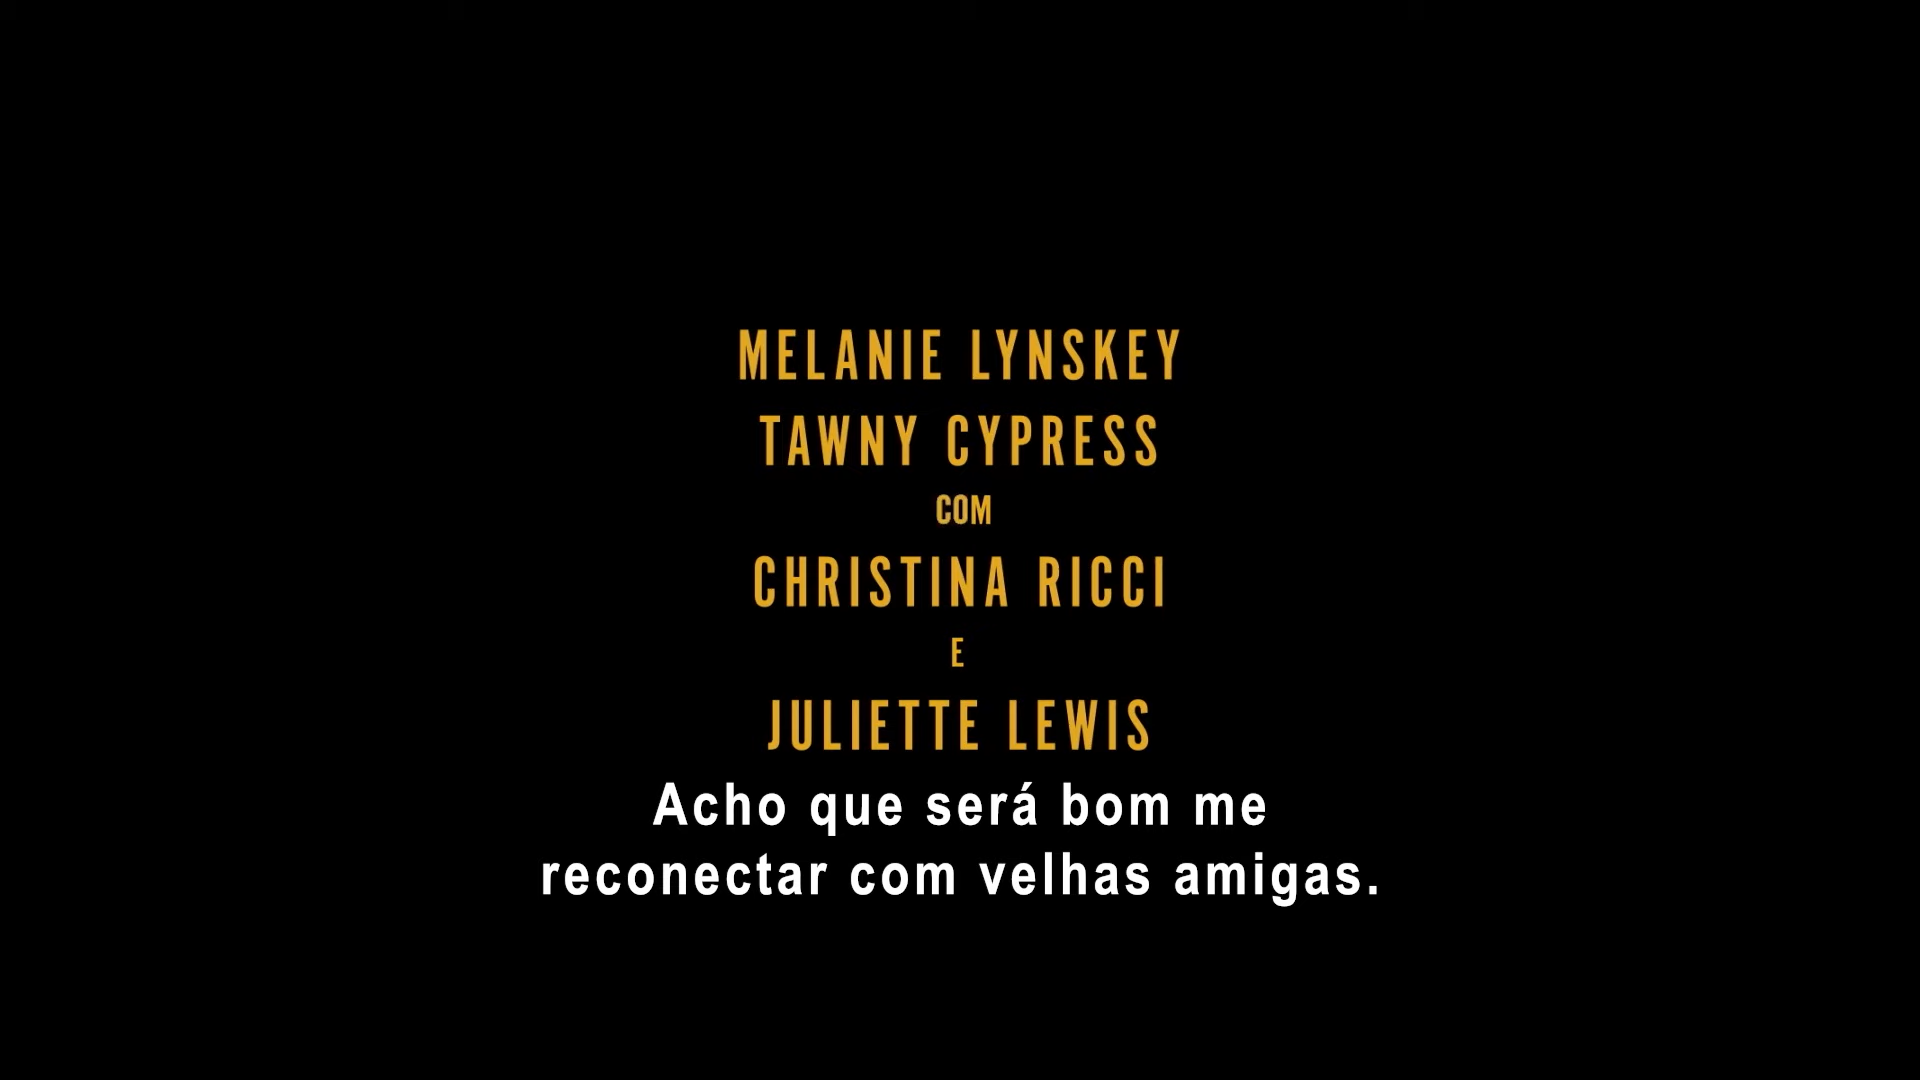 MELANIE LYNSKEY
TAWNY CYPRESS
COM
CHRISTINA RICCI
E
JULIETTE LEWIS
Acho que será bom me
reconectar com velhas amigas.